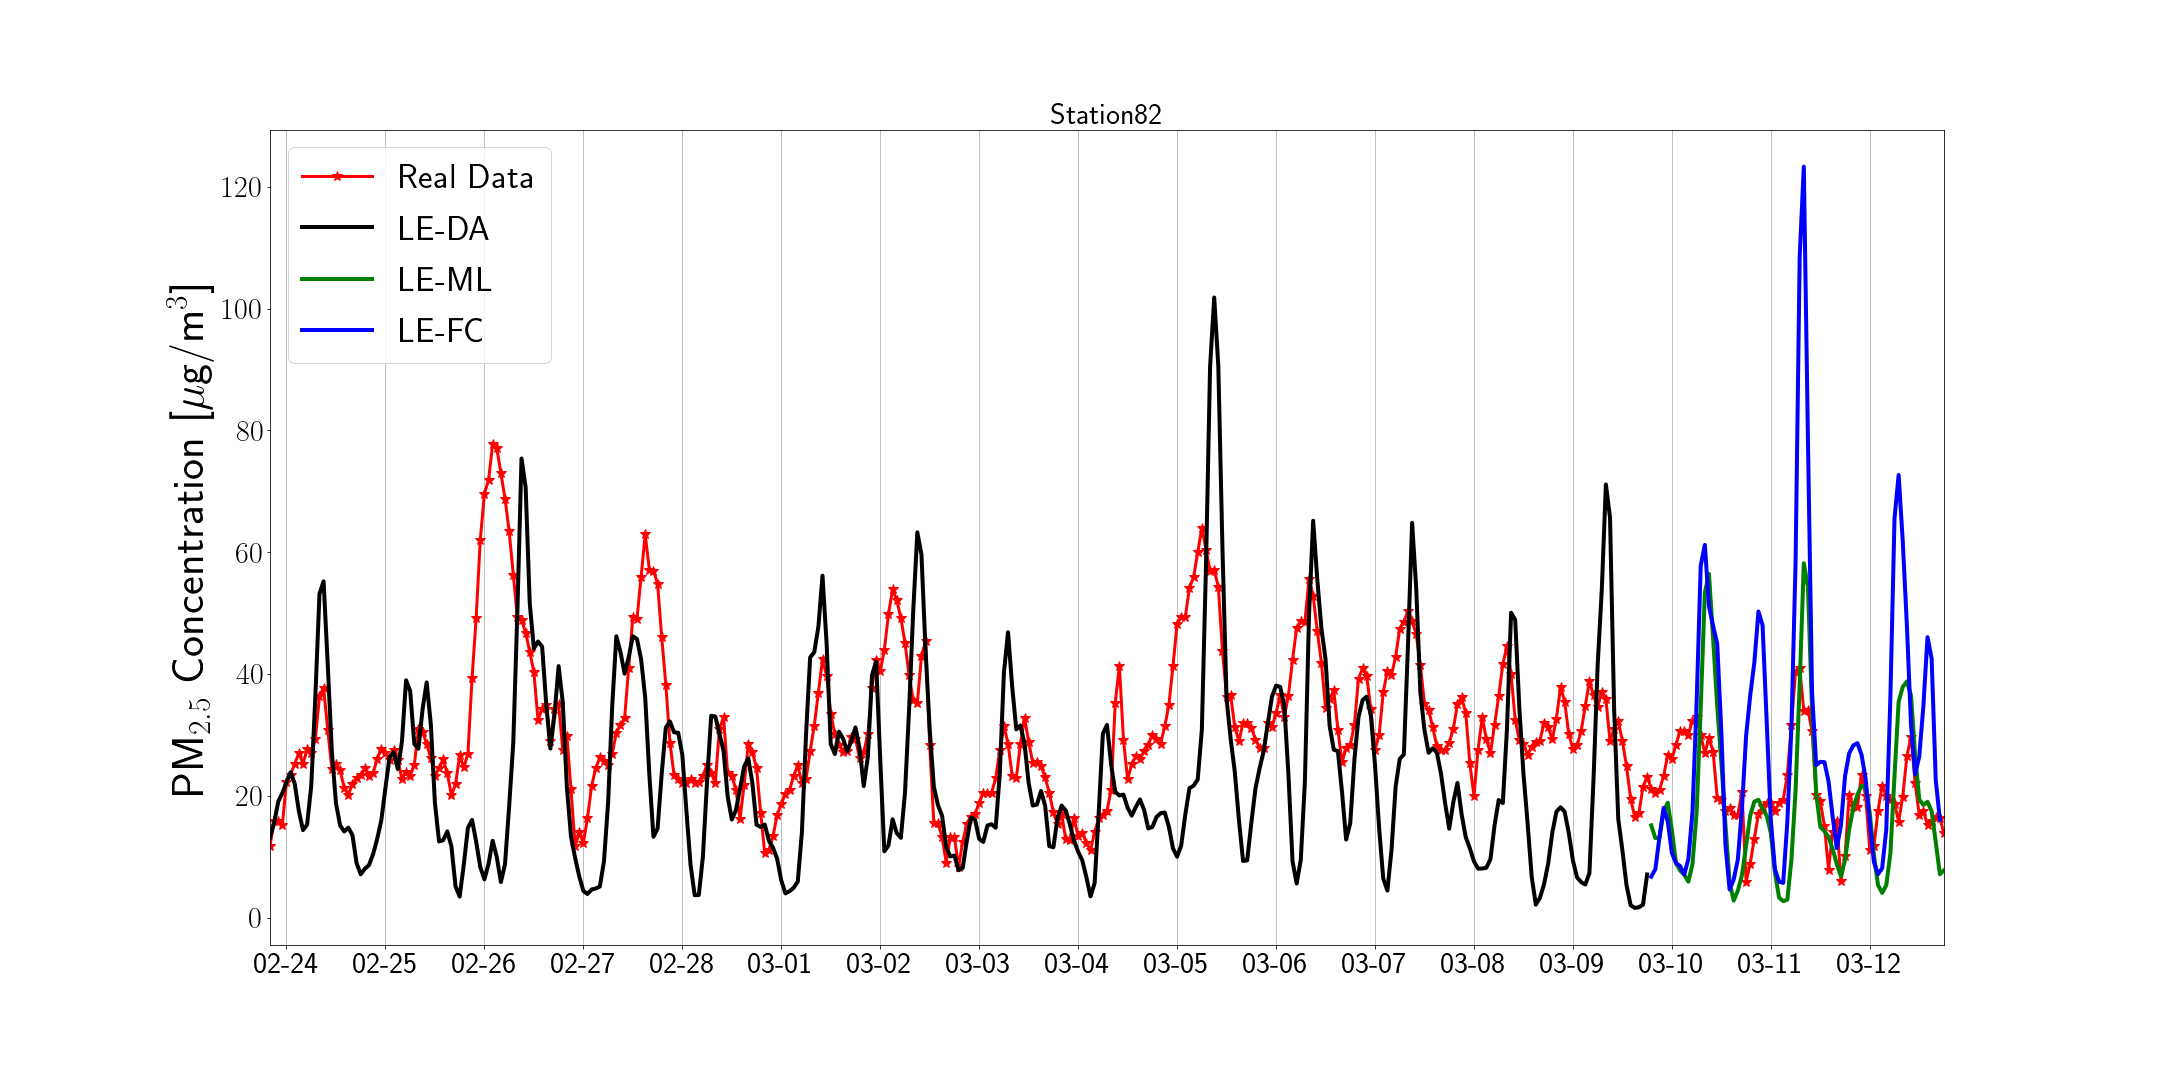 Station82
Real Data
LE-DA
LE-ML
LE-FC
PM2.5 Concentration [μg/m³]
120
100
80
60
40
20
0
02-24 02-25 02-26 02-27 02-28 03-01 03-02 03-03 03-04 03-05 03-06 03-07 03-08 03-09 03-10 03-11 03-12